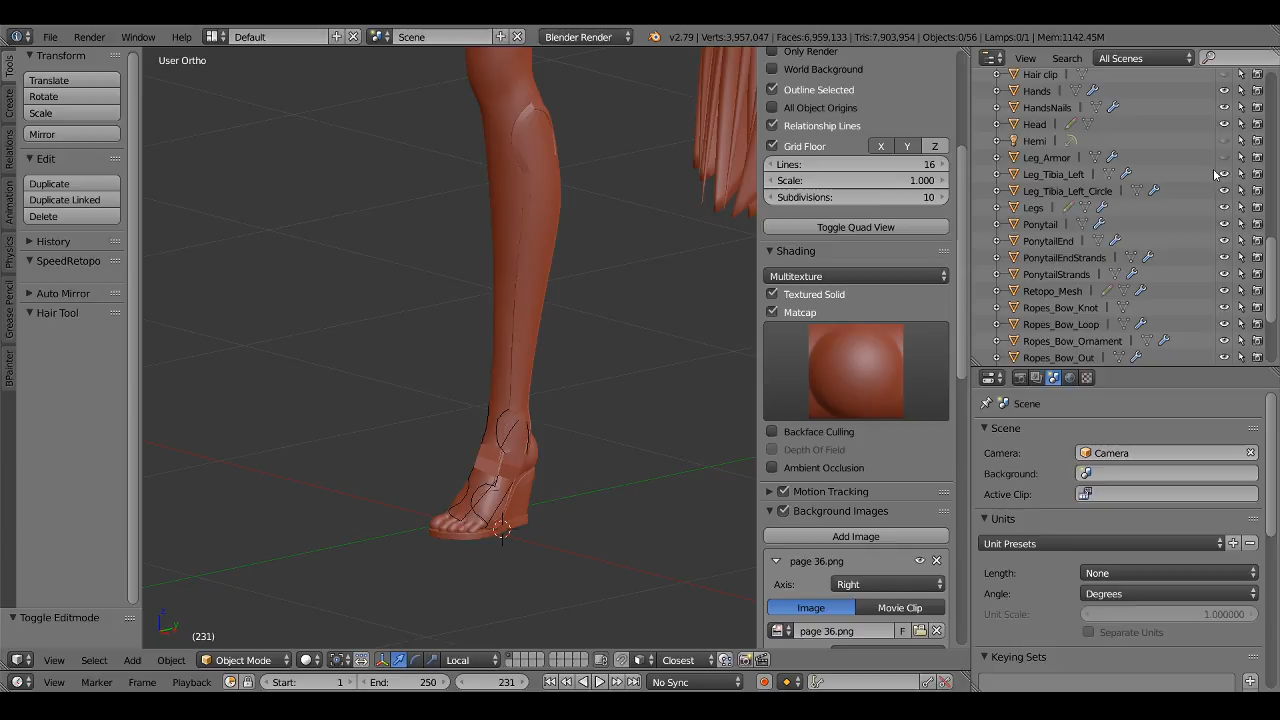 File Render Window Help Default Scene Blender Render v2.79 | Verts:3,957,047 | Faces:6,959,133 | Tris:7,903,954 | Objects:0/56 | Lamps:0/1 | Mem:1142.45M
Tools
Create
Relations
Animation
Physics
Grease Pencil
BPainter
Transform
Translate
Rotate
Scale
Mirror
Edit
Duplicate
Duplicate Linked
Delete
History
SpeedRetopo
Auto Mirror
Hair Tool
Toggle Editmode
User Ortho
(231)
Only Render
World Background
Outline Selected
All Object Origins
Relationship Lines
Grid Floor X Y Z
Lines: 16
Scale: 1.000
Subdivisions: 10
Toggle Quad View
Shading
Multitexture
Textured Solid
Matcap
Backface Culling
Depth Of Field
Ambient Occlusion
Motion Tracking
Background Images
Add Image
page 36.png
Axis: Right
Image Movie Clip
page 36.png F
View Search All Scenes
Hair clip
Hands
HandsNails
Head
Hemi
Leg_Armor
Leg_Tibia_Left
Leg_Tibia_Left_Circle
Legs
Ponytail
PonytailEnd
PonytailEndStrands
PonytailStrands
Retopo_Mesh
Ropes_Bow_Knot
Ropes_Bow_Loop
Ropes_Bow_Ornament
Ropes_Bow_Out
Scene
Scene
Camera: Camera
Background:
Active Clip:
Units
Unit Presets
Length: None
Angle: Degrees
Unit Scale: 1.000000
Separate Units
Keying Sets
View Select Add Object Object Mode Local Closest
View Marker Frame Playback Start: 1 End: 250 231 No Sync